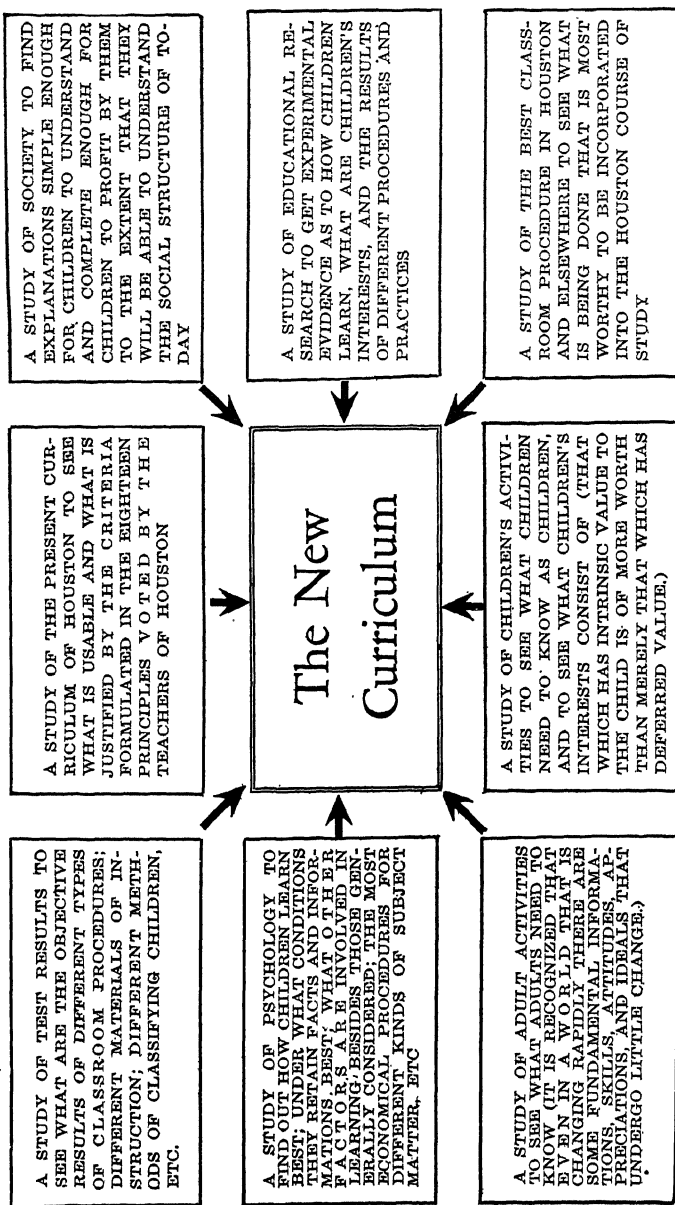 A STUDY OF TEST RESULTS TO
SEE WHAT ARE THE OBJECTIVE
RESULTS OF DIFFERENT TYPES
OF CLASSROOM PROCEDURES;
DIFFERENT MATERIALS OF IN-
STRUCTION; DIFFERENT METH-
ODS OF CLASSIFYING CHILDREN,
ETC.
A STUDY OF THE PRESENT CUR-
RICULUM OF HOUSTON TO SEE
WHAT IS USABLE AND WHAT IS
JUSTIFIED BY THE CRITERIA
FORMULATED IN THE EIGHTEEN
PRINCIPLES VOTED BY THE
TEACHERS OF HOUSTON
A STUDY OF SOCIETY TO FIND
EXPLANATIONS SIMPLE ENOUGH
FOR CHILDREN TO UNDERSTAND
AND COMPLETE ENOUGH FOR
CHILDREN TO PROFIT BY THEM
TO THE EXTENT THAT THEY
WILL BE ABLE TO UNDERSTAND
THE SOCIAL STRUCTURE OF TO-
DAY
A STUDY OF PSYCHOLOGY TO
FIND OUT HOW CHILDREN LEARN
BEST; UNDER WHAT CONDITIONS
THEY RETAIN FACTS AND INFOR-
MATIONS BEST; WHAT OTHER
FACTORS ARE INVOLVED IN
LEARNING BESIDES THOSE GEN-
ERALLY CONSIDERED; THE MOST
ECONOMICAL PROCEDURES FOR
DIFFERENT KINDS OF SUBJECT
MATTER, ETC
The New
Curriculum
A STUDY OF EDUCATIONAL RE-
SEARCH TO GET EXPERIMENTAL
EVIDENCE AS TO HOW CHILDREN
LEARN, WHAT ARE CHILDREN'S
INTERESTS, AND THE RESULTS
OF DIFFERENT PROCEDURES AND
PRACTICES
A STUDY OF ADULT ACTIVITIES
TO SEE WHAT ADULTS NEED TO
KNOW (IT IS RECOGNIZED THAT
EVEN IN A WORLD THAT IS
CHANGING RAPIDLY THERE ARE
SOME FUNDAMENTAL INFORMA-
TIONS, SKILLS, ATTITUDES, AP-
PRECIATIONS, AND IDEALS THAT
UNDERGO LITTLE CHANGE.)
A STUDY OF CHILDREN'S ACTIVI-
TIES TO SEE WHAT CHILDREN
NEED TO KNOW AS CHILDREN,
AND TO SEE WHAT CHILDREN'S
INTERESTS CONSIST OF (THAT
WHICH HAS INTRINSIC VALUE TO
THE CHILD IS OF MORE WORTH
THAN MERELY THAT WHICH HAS
DEFERRED VALUE.)
A STUDY OF THE BEST CLASS-
ROOM PROCEDURE IN HOUSTON
AND ELSEWHERE TO SEE WHAT
IS BEING DONE THAT IS MOST
WORTHY TO BE INCORPORATED
INTO THE HOUSTON COURSE OF
STUDY